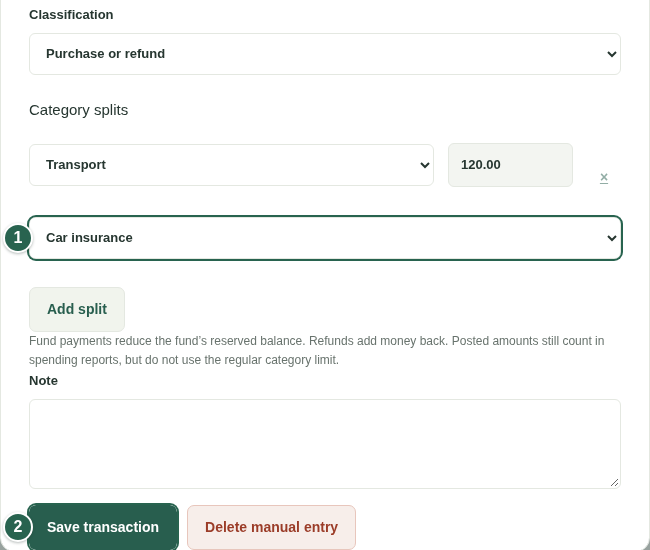 Classification
Purchase or refund
Category splits
Transport
120.00
×
1
Car insurance
Add split
Fund payments reduce the fund’s reserved balance. Refunds add money back. Posted amounts still count in
spending reports, but do not use the regular category limit.
Note
2
Save transaction
Delete manual entry